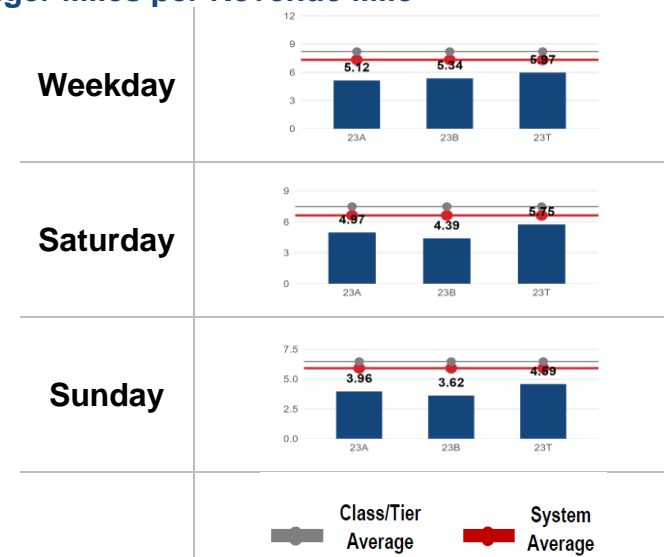 Weekday
12
9
6
3
0
5.12
5.34
5.97
23A
23B
23T
Saturday
9
6
3
0
4.97
4.39
5.75
23A
23B
23T
Sunday
7.5
5.0
2.5
0.0
3.96
3.62
23A
23B
23T
Class/Tier
Average
System
Average